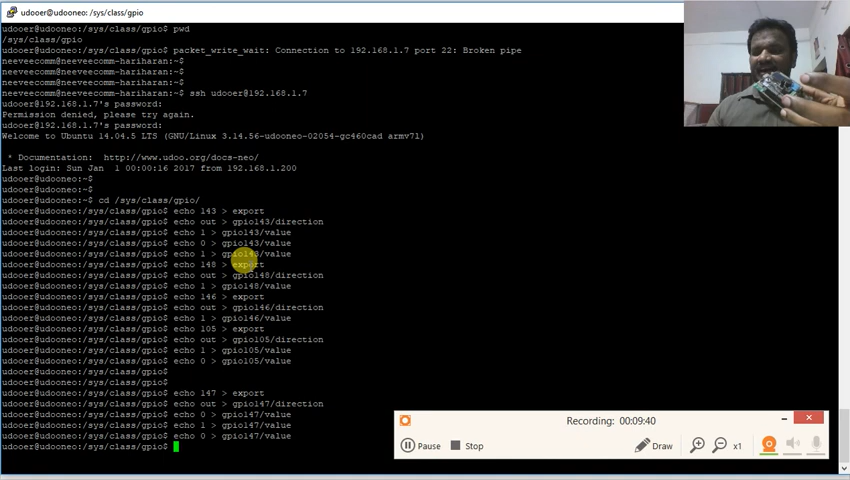 udooer@udooneo: /sys/class/gpio
udooer@udooneo:/sys/class/gpio$ pwd
/sys/class/gpio
udooer@udooneo:/sys/class/gpio$ packet_write_wait: Connection to 192.168.1.7 port 22: Broken pipe
neeveecomm@neeveecomm-hariharan:~$
neeveecomm@neeveecomm-hariharan:~$
neeveecomm@neeveecomm-hariharan:~$
neeveecomm@neeveecomm-hariharan:~$ ssh udooer@192.168.1.7
udooer@192.168.1.7's password:
Permission denied, please try again.
udooer@192.168.1.7's password:
Welcome to Ubuntu 14.04.5 LTS (GNU/Linux 3.14.56-udooneo-02054-gc460cad armv7l)
* Documentation: http://www.udoo.org/docs-neo/
Last login: Sun Jan 1 00:00:16 2017 from 192.168.1.200
udooer@udooneo:~$
udooer@udooneo:~$
udooer@udooneo:~$ cd /sys/class/gpio/
udooer@udooneo:/sys/class/gpio$ echo 143 > export
udooer@udooneo:/sys/class/gpio$ echo out > gpio143/direction
udooer@udooneo:/sys/class/gpio$ echo 1 > gpio143/value
udooer@udooneo:/sys/class/gpio$ echo 0 > gpio143/value
udooer@udooneo:/sys/class/gpio$ echo 1 > gpio143/value
udooer@udooneo:/sys/class/gpio$ echo 148 > export
udooer@udooneo:/sys/class/gpio$ echo out > gpio148/direction
udooer@udooneo:/sys/class/gpio$ echo 1 > gpio148/value
udooer@udooneo:/sys/class/gpio$ echo 146 > export
udooer@udooneo:/sys/class/gpio$ echo out > gpio146/direction
udooer@udooneo:/sys/class/gpio$ echo 1 > gpio146/value
udooer@udooneo:/sys/class/gpio$ echo 105 > export
udooer@udooneo:/sys/class/gpio$ echo out > gpio105/direction
udooer@udooneo:/sys/class/gpio$ echo 1 > gpio105/value
udooer@udooneo:/sys/class/gpio$ echo 0 > gpio105/value
udooer@udooneo:/sys/class/gpio$
udooer@udooneo:/sys/class/gpio$
udooer@udooneo:/sys/class/gpio$ echo 147 > export
udooer@udooneo:/sys/class/gpio$ echo out > gpio147/direction
udooer@udooneo:/sys/class/gpio$ echo 0 > gpio147/value
udooer@udooneo:/sys/class/gpio$ echo 1 > gpio147/value
udooer@udooneo:/sys/class/gpio$ echo 0 > gpio147/value
udooer@udooneo:/sys/class/gpio$
Recording: 00:09:40
Pause Stop Draw x1